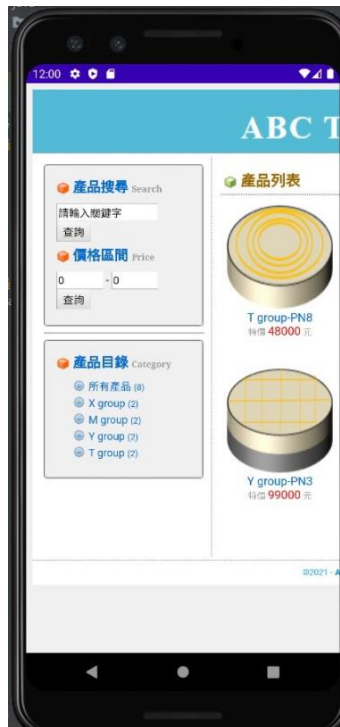 12:00
ABC T
產品搜尋 Search
請輸入關鍵字
查詢
價格區間 Price
0 - 0
查詢
產品目錄 Category
所有產品 (8)
X group (2)
M group (2)
Y group (2)
T group (2)
產品列表
T group-PN8
特價 48000 元
Y group-PN3
特價 99000 元
©2021 - A